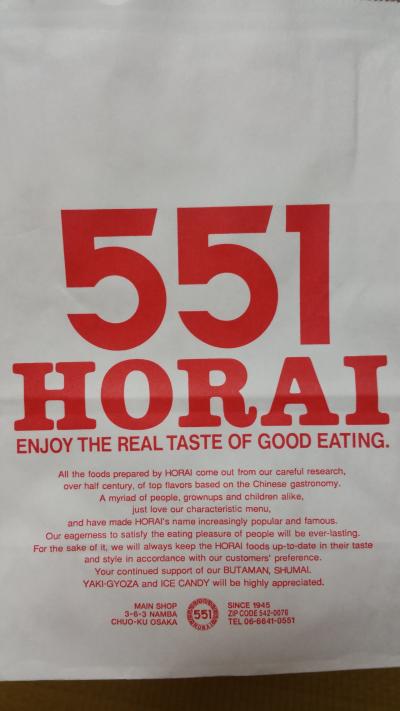 551
HORAI
ENJOY THE REAL TASTE OF GOOD EATING.
All the foods prepared by HORAI come out from our careful research,
over half century, of top flavors based on the Chinese gastronomy.
A myriad of people, grownups and children alike,
just love our characteristic menu,
and have made HORAI's name increasingly popular and famous.
Our eagerness to satisfy the eating pleasure of people will be ever-lasting.
For the sake of it, we will always keep the HORAI foods up-to-date in their taste
and style in accordance with our customers' preference.
Your continued support of our BUTAMAN, SHUMAI.
YAKI-GYOZA and ICE CANDY will be highly appreciated.
MAIN SHOP
3-6-3 NAMBA
CHUO-KU OSAKA
551
SINCE 1945
ZIP CODE 542-0076
TEL 06-6641-0551